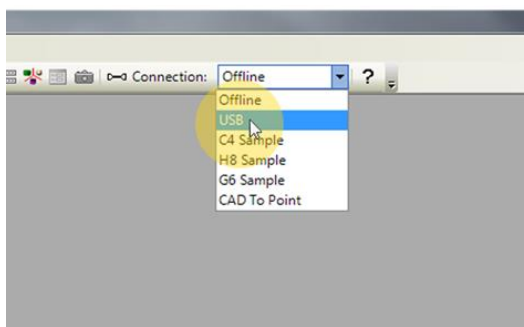 Connection: Offline ?
Offline
USB
C4 Sample
H8 Sample
G6 Sample
CAD To Point